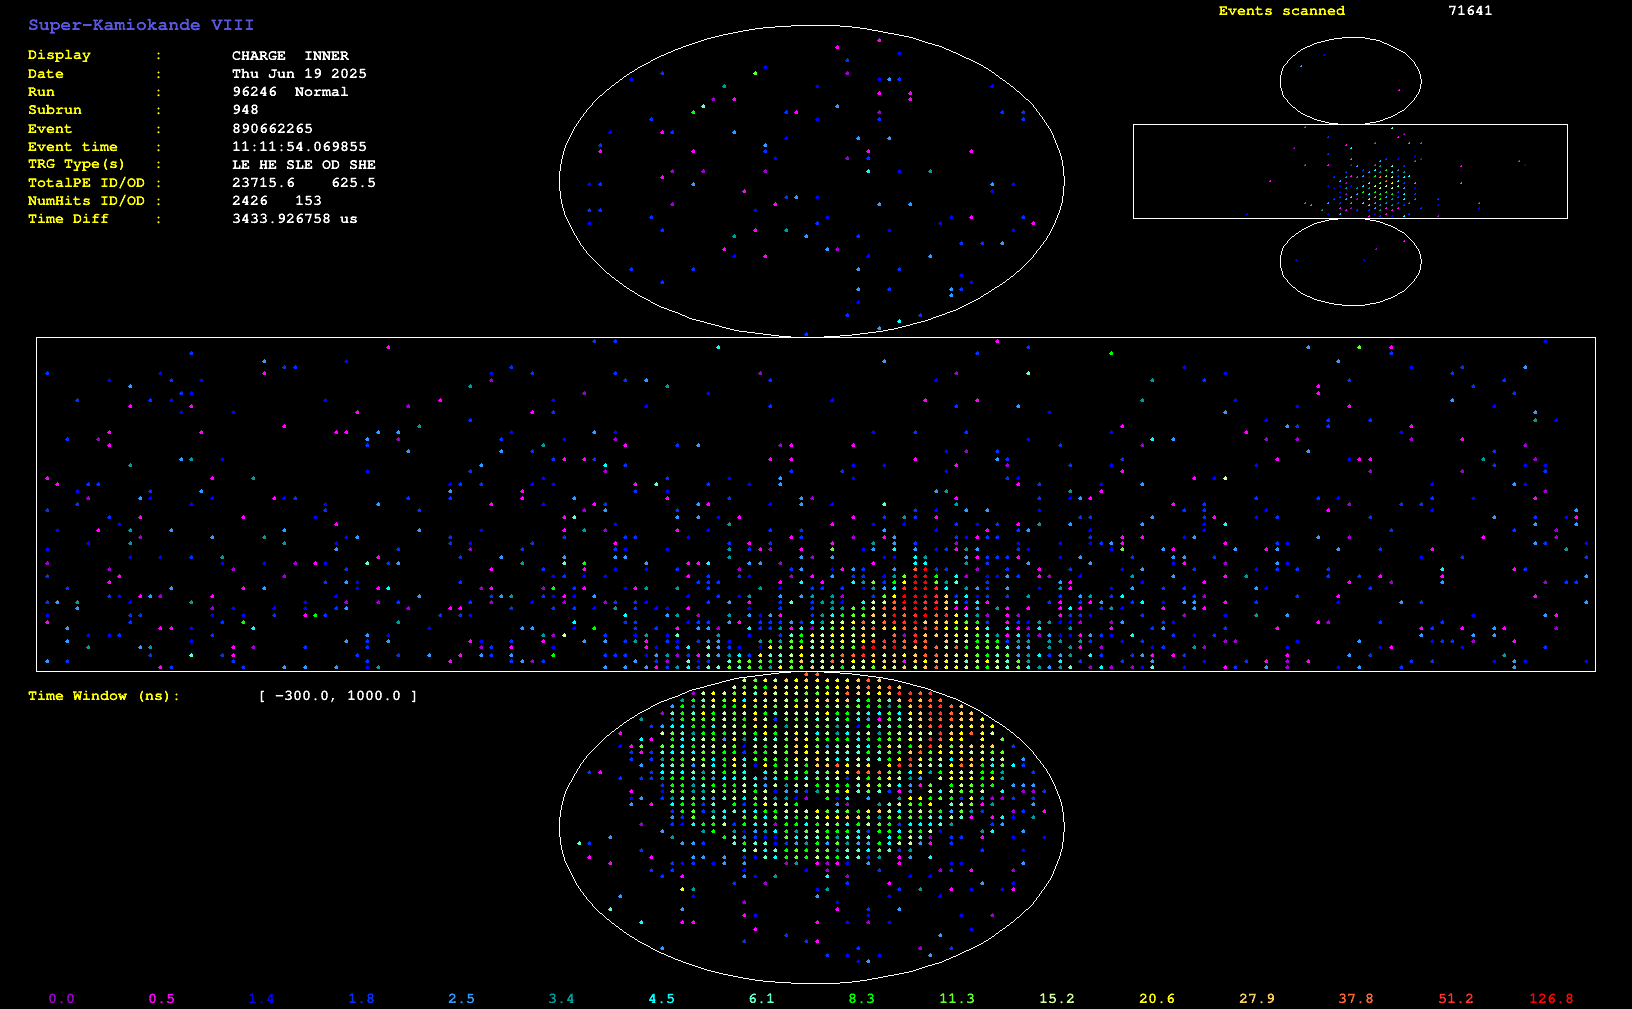 Super-Kamiokande VIII
Events scanned 71641
Display : CHARGE INNER
Date : Thu Jun 19 2025
Run : 96246 Normal
Subrun : 948
Event : 890662265
Event time : 11:11:54.069855
TRG Type(s) : LE HE SLE OD SHE
TotalPE ID/OD : 23715.6 625.5
NumHits ID/OD : 2426 153
Time Diff : 3433.926758 us
Time Window (ns): [ −300.0, 1000.0 ]
0.0 0.5 1.4 1.8 2.5 3.4 4.5 6.1 8.3 11.3 15.2 20.6 27.9 37.8 51.2 126.8